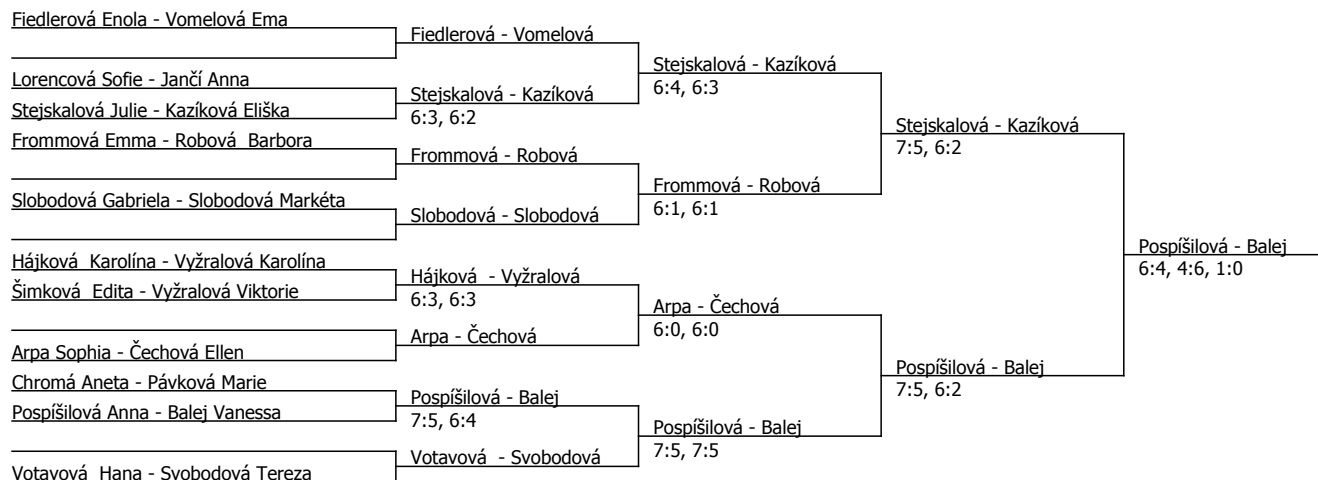 Fiedlerová Enola - Vomelová Ema
Fiedlerová - Vomelová
Stejskalová - Kazíková
6:4, 6:3
Lorencová Sofie - Jančí Anna
Stejskalová - Kazíková
6:3, 6:2
Stejskalová Julie - Kazíková Eliška
Stejskalová - Kazíková
7:5, 6:2
Frommová Emma - Robová  Barbora
Frommová - Robová
Frommová - Robová
6:1, 6:1
Slobodová Gabriela - Slobodová Markéta
Slobodová - Slobodová
Pospíšilová - Balej
6:4, 4:6, 1:0
Hájková  Karolína - Vyžralová Karolína
Hájková  - Vyžralová
6:3, 6:3
Šimková  Edita - Vyžralová Viktorie
Arpa - Čechová
6:0, 6:0
Arpa - Čechová
Arpa Sophia - Čechová Ellen
Pospíšilová - Balej
7:5, 6:2
Chromá Aneta - Pávková Marie
Pospíšilová - Balej
7:5, 6:4
Pospíšilová Anna - Balej Vanessa
Pospíšilová - Balej
7:5, 7:5
Votavová  - Svobodová
Votavová  Hana - Svobodová Tereza